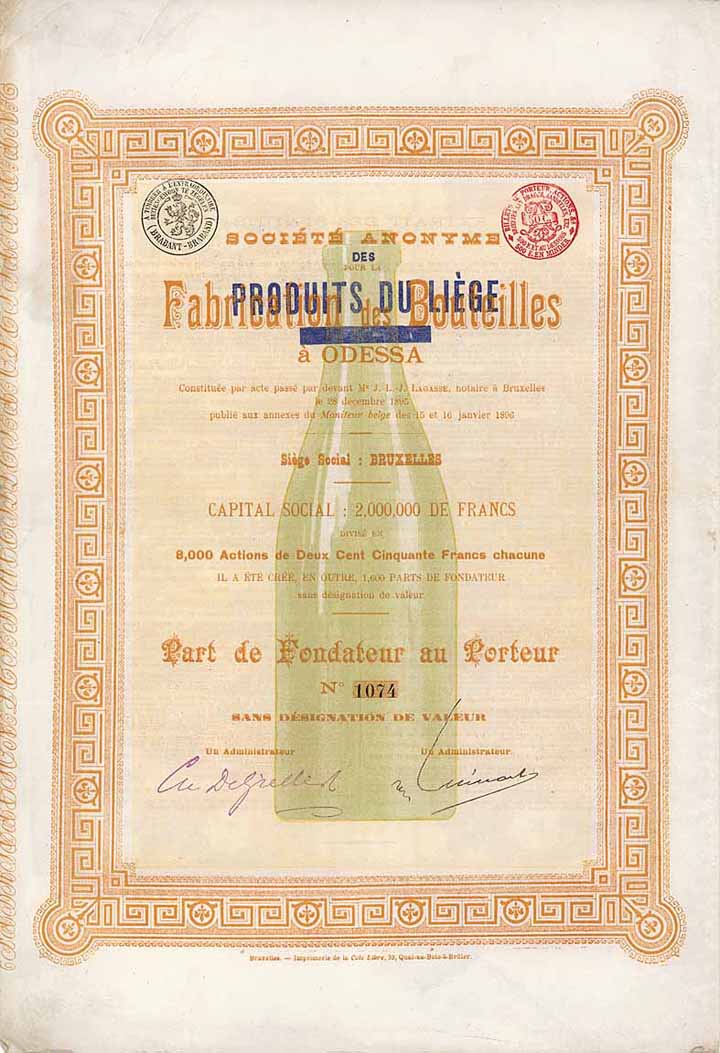 A TIMBRER A L'EXTRAORDINAIRE
(BRABANT - BRABAND)
SOCIÉTÉ ANONYME
DES
POUR LA
PRODUITS DU LIÈGE
Fabrication des Bouteilles
à ODESSA
Constituée par acte passé par devant Me J. L. J. LAGASSE, notaire à Bruxelles
le 28 décembre 1895
publié aux annexes du Moniteur belge des 15 et 16 janvier 1896
Siège Social : BRUXELLES
CAPITAL SOCIAL : 2,000,000 DE FRANCS
DIVISÉ EN
8,000 Actions de Deux Cent Cinquante Francs chacune
IL A ÉTÉ CRÉÉ, EN OUTRE, 1,600 PARTS DE FONDATEUR
sans désignation de valeur
Part de Fondateur au Porteur
N° 1074
SANS DÉSIGNATION DE VALEUR
Un Administrateur Un Administrateur.
Bruxelles. — Imprimerie de la Cote Libre, 39, Quai-au-Bois-à-Brûler.